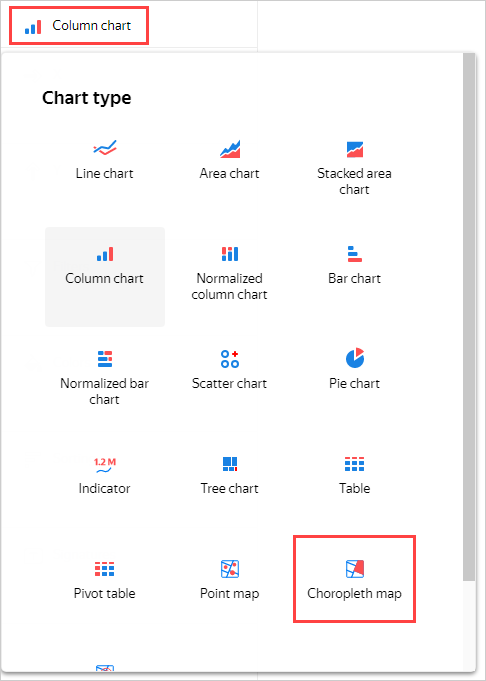 Column chart
Chart type
Line chart
Area chart
Stacked area
chart
Column chart
Normalized
column chart
Bar chart
Normalized bar
chart
Scatter chart
Pie chart
1.2 M
Indicator
Tree chart
Table
Pivot table
Point map
Choropleth map